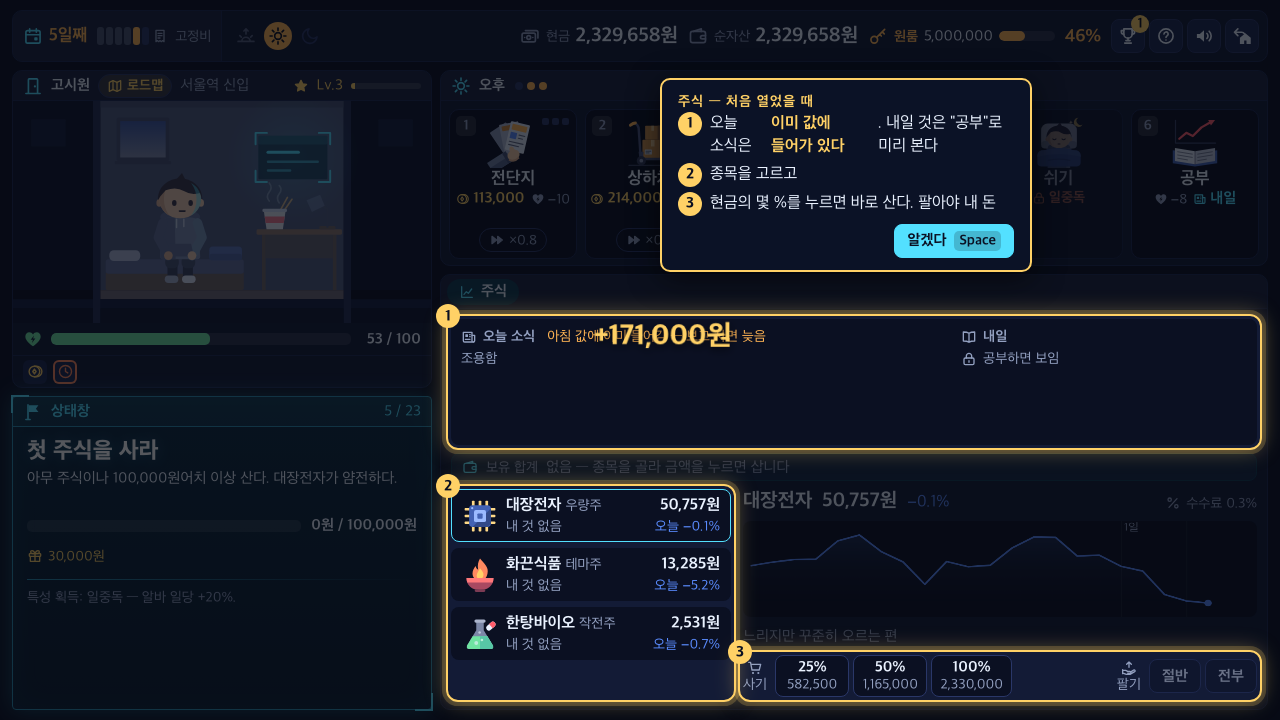 5일째 고정비
현금 2,329,658원 순자산 2,329,658원 원룸 5,000,000 46% 1
고시원 로드맵 서울역 신입 Lv.3
53 / 100
상태창 5 / 23
첫 주식을 사라
아무 주식이나 100,000원어치 이상 산다. 대장전자가 얌전하다.
0원 / 100,000원
30,000원
특성 획득: 일중독 — 알바 일당 +20%.
오후
1 전단지
113,000 −10
×0.8
2 상하
214,000
쉬기
일중독
6 공부
−8 내일
주식 — 처음 열었을 때
1 오늘 소식은 이미 값에 들어가 있다. 내일 것은 "공부"로 미리 본다
2 종목을 고르고
3 현금의 몇 %를 누르면 바로 산다. 팔아야 내 돈
알겠다 Space
주식
1
오늘 소식 아침 값에 늦음
+171,000원
조용함
내일
공부하면 보임
보유 합계 없음 — 종목을 골라 금액을 누르면 삽니다
2
대장전자 우량주 50,757원
내 것 없음 오늘 −0.1%
화끈식품 테마주 13,285원
내 것 없음 오늘 −5.2%
한탕바이오 작전주 2,531원
내 것 없음 오늘 −0.7%
대장전자 50,757원 −0.1% 수수료 0.3%
1일
느리지만 꾸준히 오르는 편
3
사기
25% 582,500
50% 1,165,000
100% 2,330,000
팔기 절반 전부